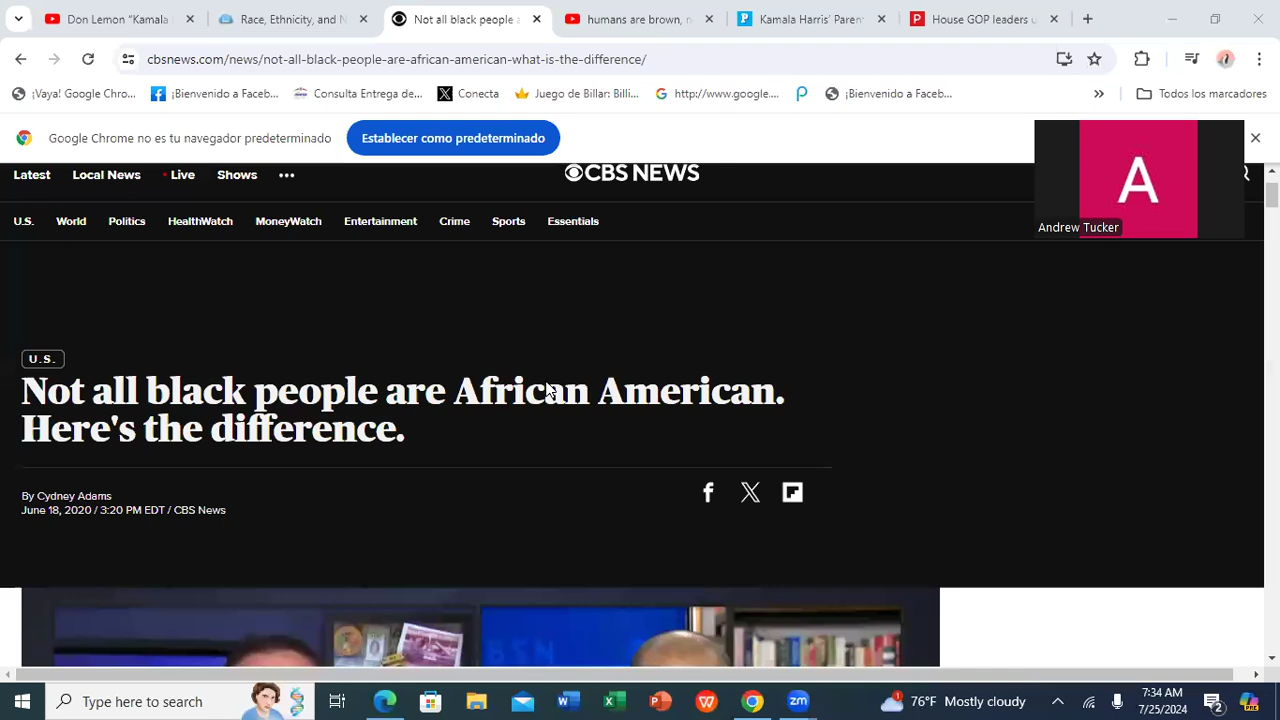 Don Lemon "Kamala
Race, Ethnicity, and N
Not all black people a
humans are brown, n
Kamala Harris' Paren
House GOP leaders u
cbsnews.com/news/not-all-black-people-are-african-american-what-is-the-difference/
¡Vaya! Google Chro...
¡Bienvenido a Faceb...
Consulta Entrega de...
Conecta
Juego de Billar: Billi...
http://www.google....
¡Bienvenido a Faceb...
Todos los marcadores
Google Chrome no es tu navegador predeterminado
Establecer como predeterminado
A
Andrew Tucker
Latest
Local News
Live
Shows
CBS NEWS
U.S.
World
Politics
HealthWatch
MoneyWatch
Entertainment
Crime
Sports
Essentials
U.S.
Not all black people are African American.
Here's the difference.
By Cydney Adams
June 18, 2020 / 3:20 PM EDT / CBS News
BSN
Type here to search
76°F Mostly cloudy
7:34 AM
7/25/2024
2